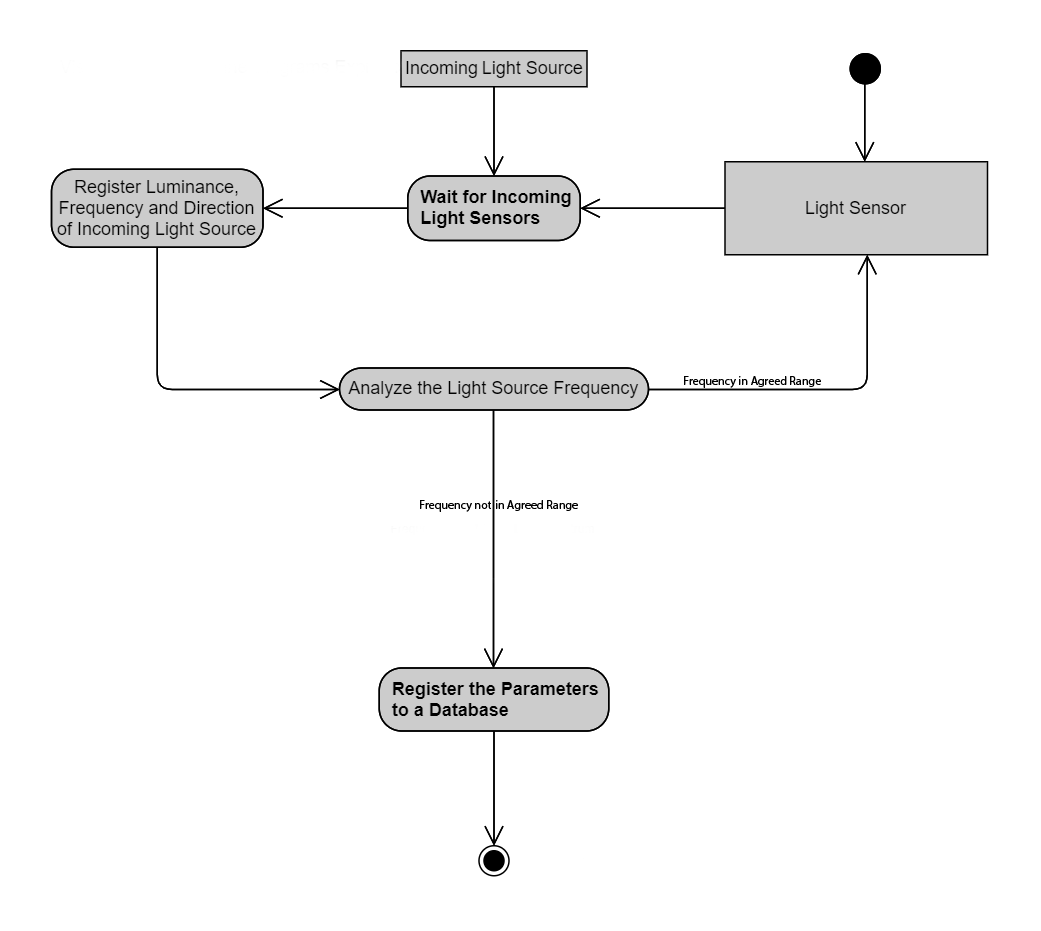 Incoming Light Source
Register Luminance,
Frequency and Direction
of Incoming Light Source
Wait for Incoming
Light Sensors
Light Sensor
Analyze the Light Source Frequency
Frequency in Agreed Range
Frequency not in Agreed Range
Register the Parameters
to a Database